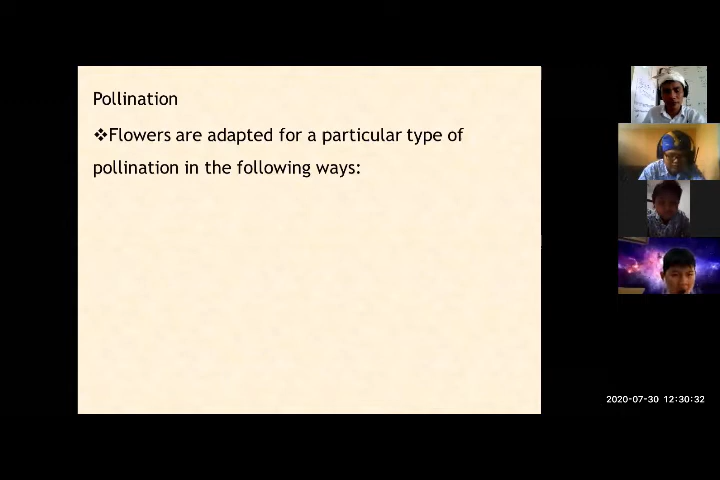 Pollination
❖Flowers are adapted for a particular type of
pollination in the following ways:
2020-07-30 12:30:32